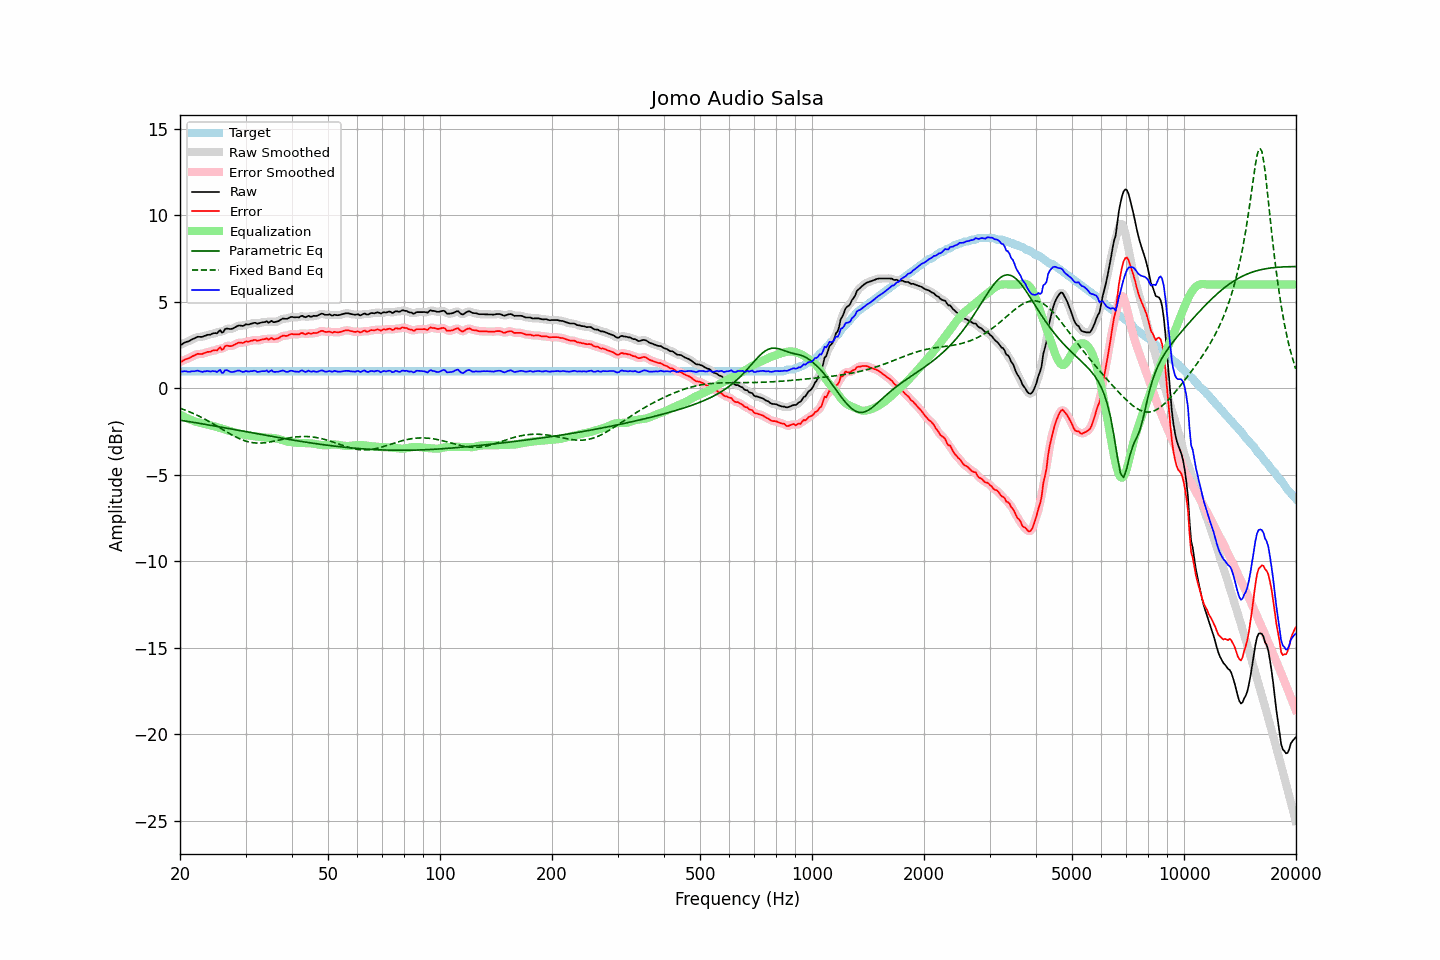 Jomo Audio Salsa
15
10
5
0
−5
−10
−15
−20
−25
Amplitude (dBr)
Target
Raw Smoothed
Error Smoothed
Raw
Error
Equalization
Parametric Eq
Fixed Band Eq
Equalized
20 50 100 200 500 1000 2000 5000 10000 20000
Frequency (Hz)